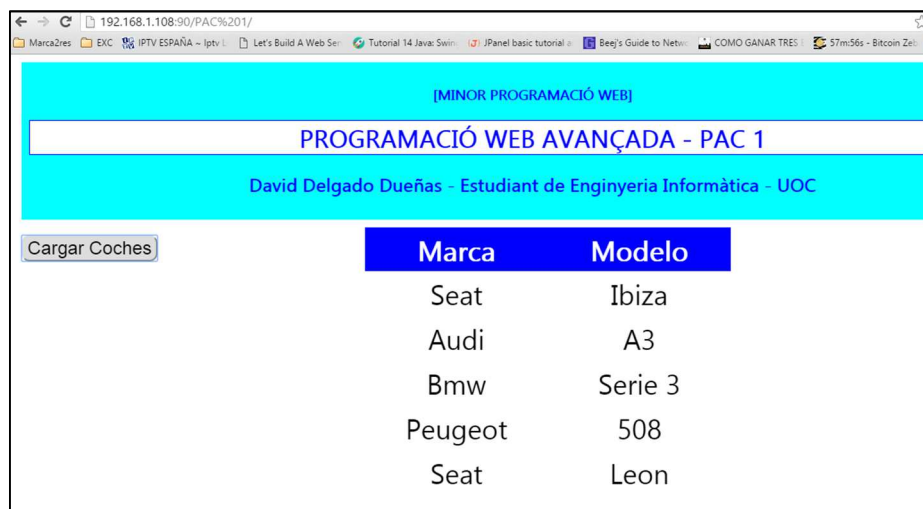 192.168.1.108:90/PAC%201/
Marca2res EXC IPTV ESPAÑA ~ Iptv L Let's Build A Web Ser Tutorial 14 Java: Swin JPanel basic tutorial a Beej's Guide to Netw COMO GANAR TRES 57m:56s - Bitcoin Zeb
[MINOR PROGRAMACIÓ WEB]
PROGRAMACIÓ WEB AVANÇADA - PAC 1
David Delgado Dueñas - Estudiant de Enginyeria Informàtica - UOC
Cargar Coches
Marca Modelo
Seat Ibiza
Audi A3
Bmw Serie 3
Peugeot 508
Seat Leon